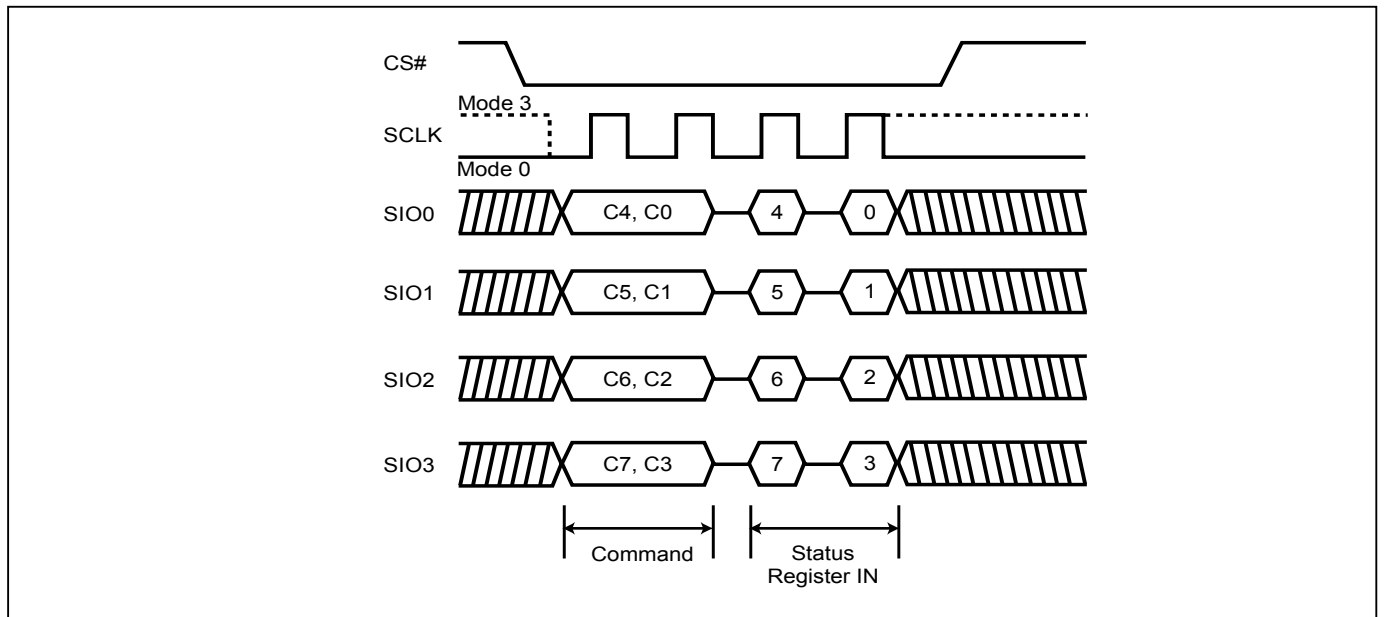 CS#
Mode 3
SCLK
Mode 0
SIO0 C4, C0 4 0
SIO1 C5, C1 5 1
SIO2 C6, C2 6 2
SIO3 C7, C3 7 3
Command Status
Register IN